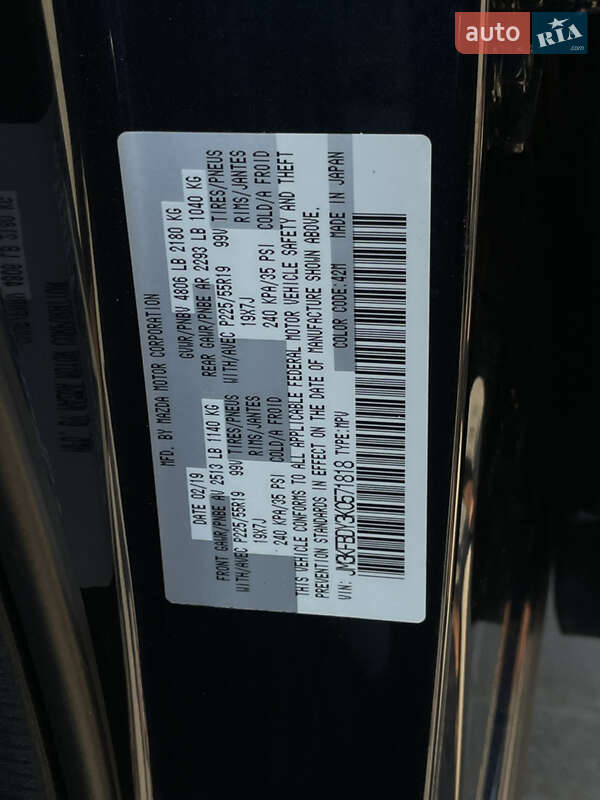 auto RIA.com
MFD. BY MAZDA MOTOR CORPORATION
DATE 02/19 GVWR/PNBV 4806 LB 2180 KG
FRONT GAWR/PNBE AV 2513 LB 1140 KG REAR GAWR/PNBE AR 2293 LB 1040 KG
WITH/AVEC P225/55R19 99V TIRES/PNEUS WITH/AVEC P225/55R19 99V TIRES/PNEUS
19X7J RIMS/JANTES 19X7J RIMS/JANTES
240 KPA/35 PSI COLD/A FROID 240 KPA/35 PSI COLD/A FROID
THIS VEHICLE CONFORMS TO ALL APPLICABLE FEDERAL MOTOR VEHICLE SAFETY AND THEFT
PREVENTION STANDARDS IN EFFECT ON THE DATE OF MANUFACTURE SHOWN ABOVE.
VIN: JM3KFBDY3K0571818 TYPE:MPV COLOR CODE:42M MADE IN JAPAN